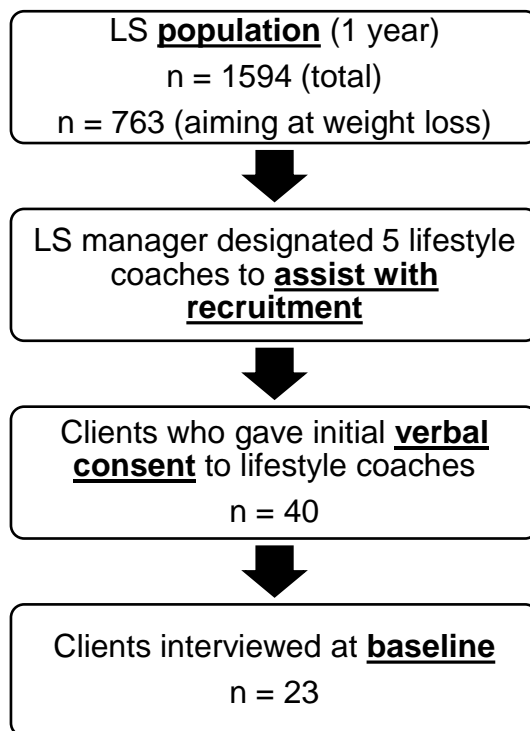 LS population (1 year)
n = 1594 (total)
n = 763 (aiming at weight loss)
LS manager designated 5 lifestyle
coaches to assist with
recruitment
Clients who gave initial verbal
consent to lifestyle coaches
n = 40
Clients interviewed at baseline
n = 23